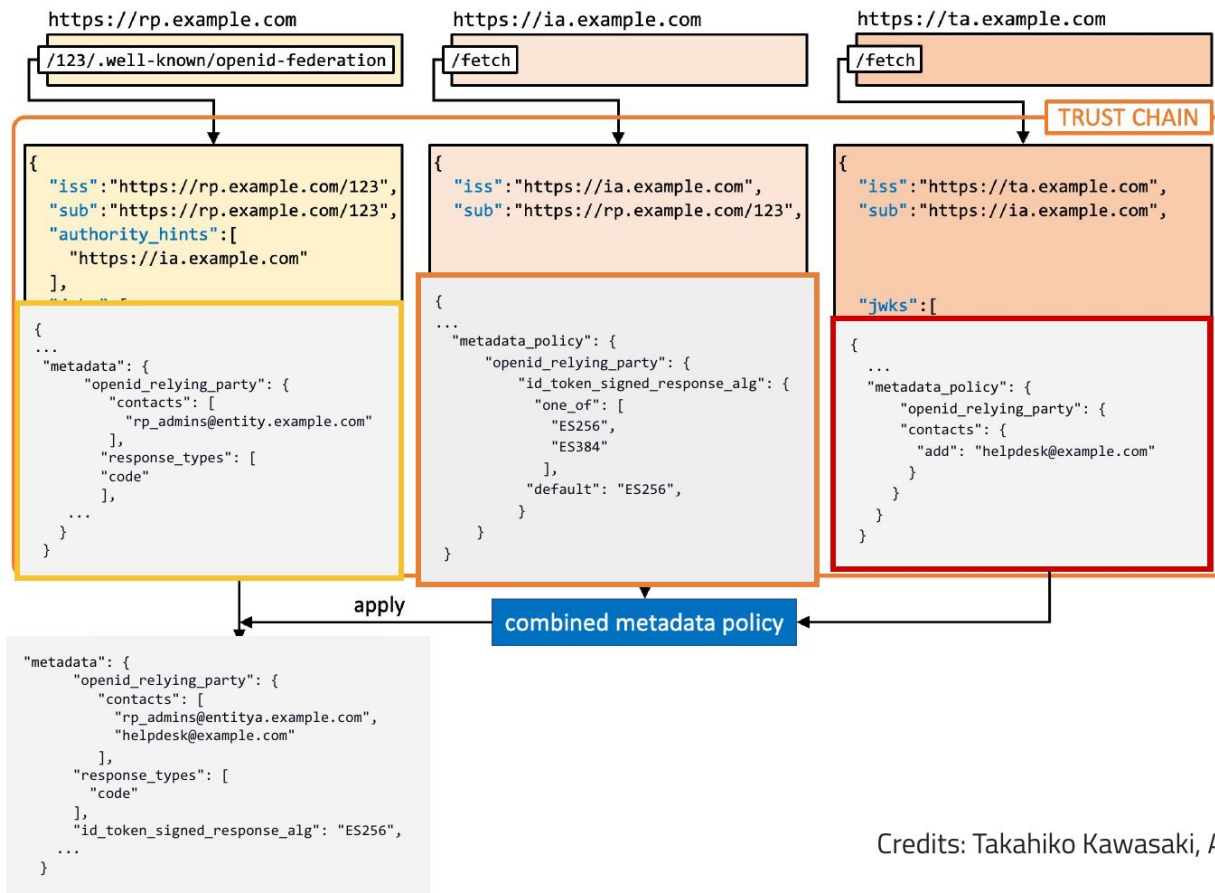 https://rp.example.com
/123/.well-known/openid-federation
https://ia.example.com
/fetch
https://ta.example.com
/fetch
TRUST CHAIN
{
"iss":"https://rp.example.com/123",
"sub":"https://rp.example.com/123",
"authority_hints":[
"https://ia.example.com"
],
{
...
"metadata": {
"openid_relying_party": {
"contacts": [
"rp_admins@entity.example.com"
],
"response_types": [
"code"
],
...
}
}
{
"iss":"https://ia.example.com",
"sub":"https://rp.example.com/123",
{
...
"metadata_policy": {
"openid_relying_party": {
"id_token_signed_response_alg": {
"one_of": [
"ES256",
"ES384"
],
"default": "ES256",
}
}
}
{
"iss":"https://ta.example.com",
"sub":"https://ia.example.com",
"jwks":[
{
...
"metadata_policy": {
"openid_relying_party": {
"contacts": {
"add": "helpdesk@example.com"
}
}
}
}
apply
combined metadata policy
"metadata": {
"openid_relying_party": {
"contacts": [
"rp_admins@entitya.example.com",
"helpdesk@example.com"
],
"response_types": [
"code"
],
"id_token_signed_response_alg": "ES256",
...
}
Credits: Takahiko Kawasaki, A